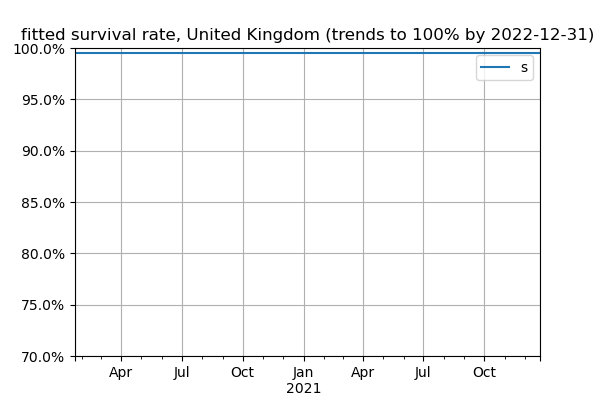 fitted survival rate, United Kingdom (trends to 100% by 2022-12-31)
100.0%
s
95.0%
90.0%
85.0%
80.0%
75.0%
70.0%
Apr Jul Oct Jan Apr Jul Oct
2021